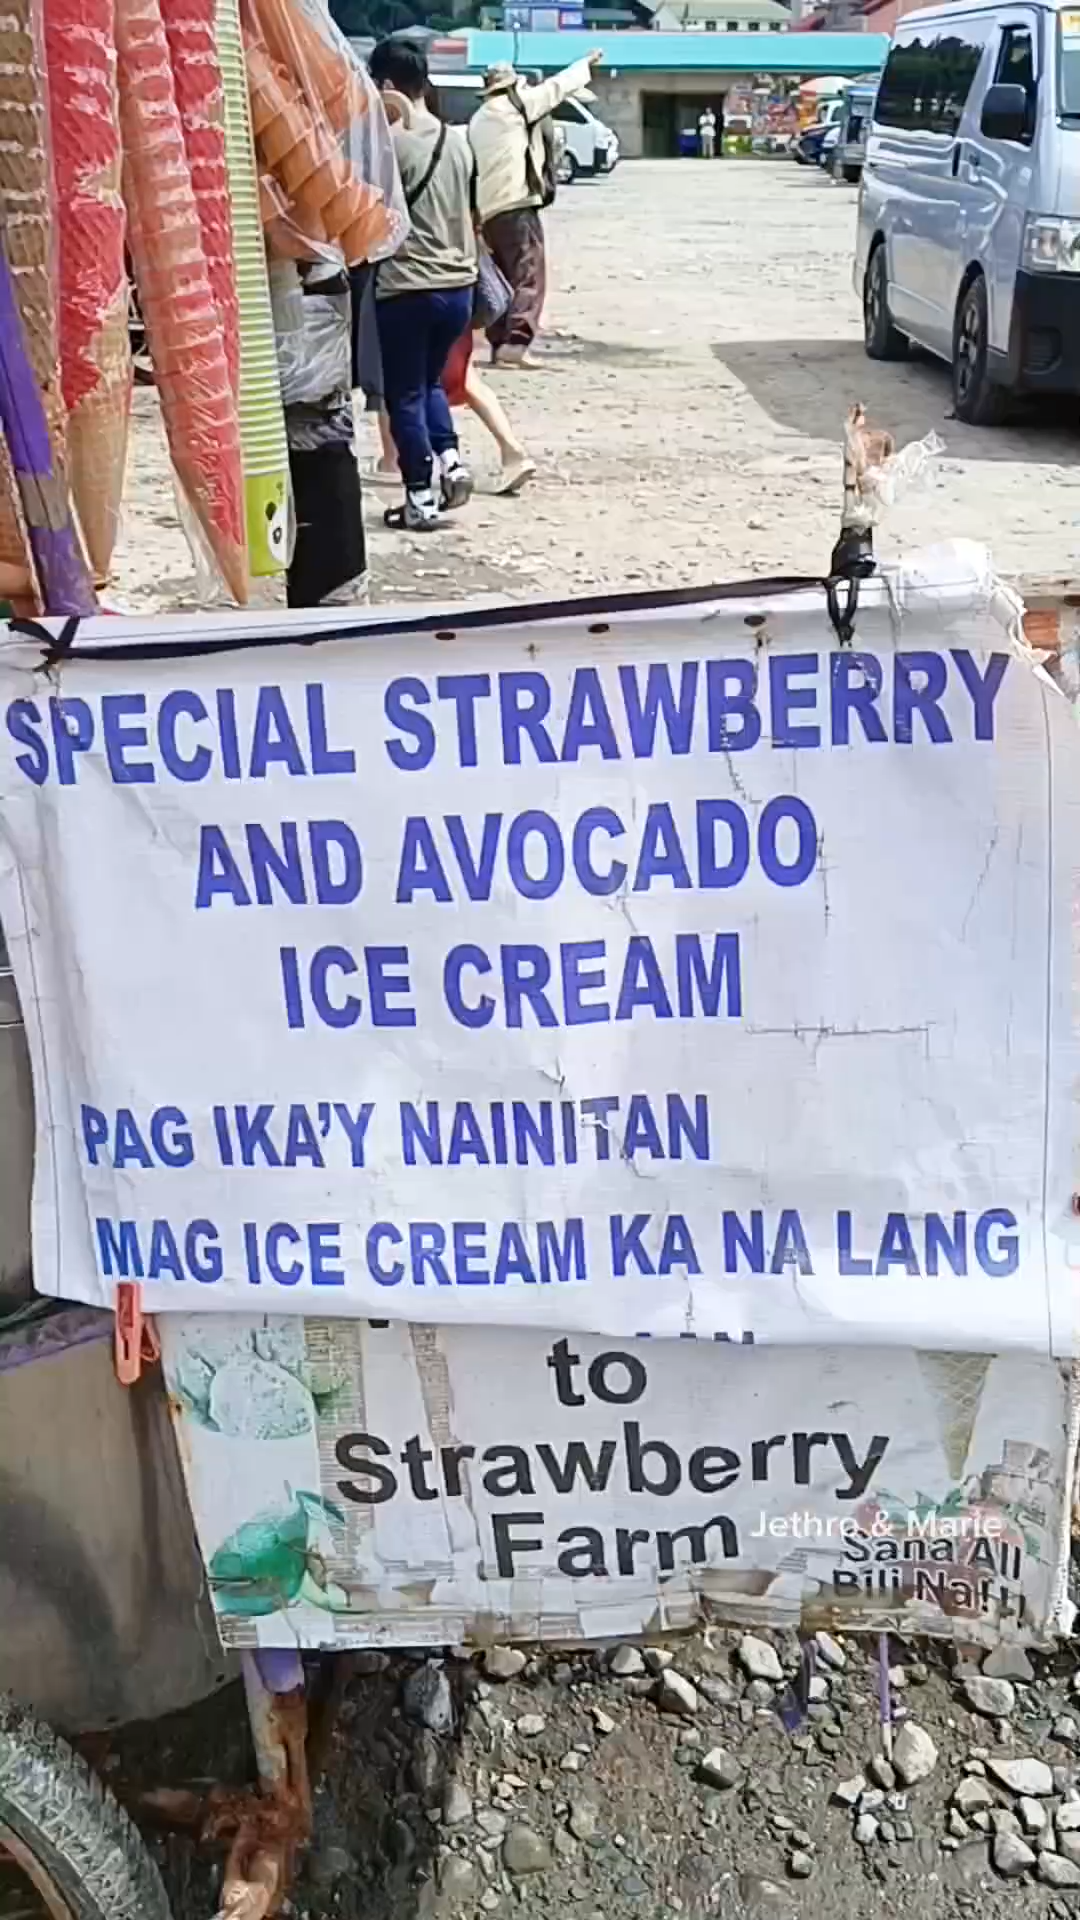 SPECIAL STRAWBERRY
AND AVOCADO
ICE CREAM
PAG IKA'Y NAINITAN
MAG ICE CREAM KA NA LANG
to
Strawberry
Farm
Jethro & Marie
Sana All
Bili Na!!